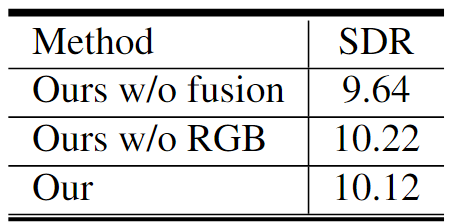 Method SDR
Ours w/o fusion 9.64
Ours w/o RGB 10.22
Our 10.12